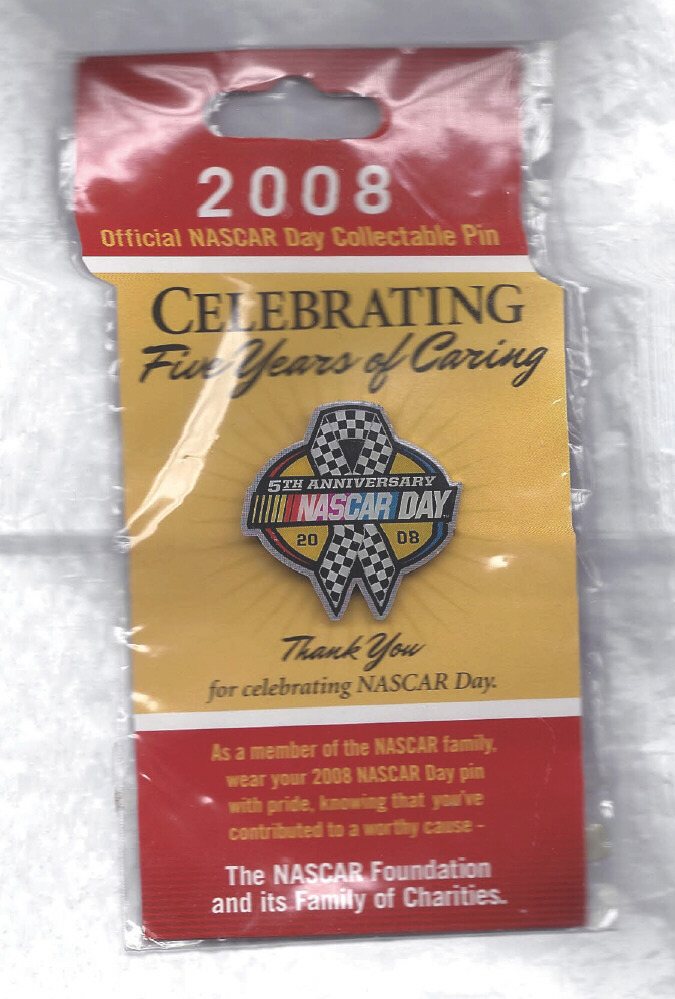 2008
Official NASCAR Day Collectable Pin
CELEBRATING
Five Years of Caring
5TH ANNIVERSARY
NASCAR DAY
20 08
Thank You
for celebrating NASCAR Day.
As a member of the NASCAR family,
wear your 2008 NASCAR Day pin
with pride, knowing that you've
contributed to a worthy cause -
The NASCAR Foundation
and its Family of Charities.